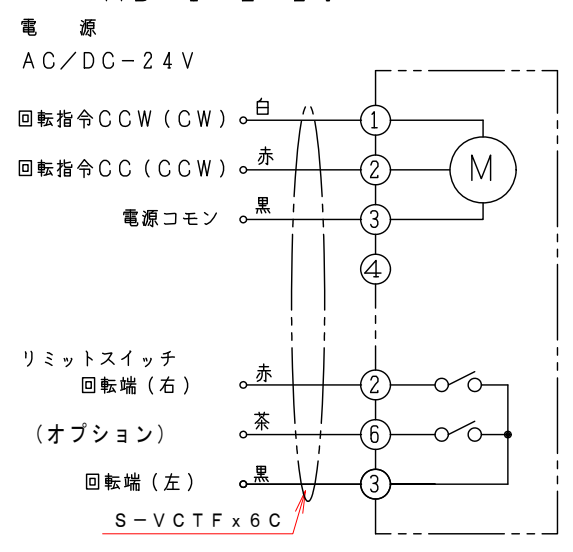 電　源
AC/DC-24V
回転指令CCW(CW) 白 1
回転指令CC(CCW) 赤 2 M
電源コモン 黒 3
4
リミットスイッチ
回転端(右) 赤 2
(オプション) 茶 6
回転端(左) 黒 3
S-VCTFx6C